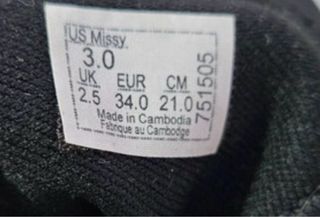 US Missy
3.0
UK EUR CM
2.5 34.0 21.0
Made in Cambodia
Fabriqué au Cambodge
751505